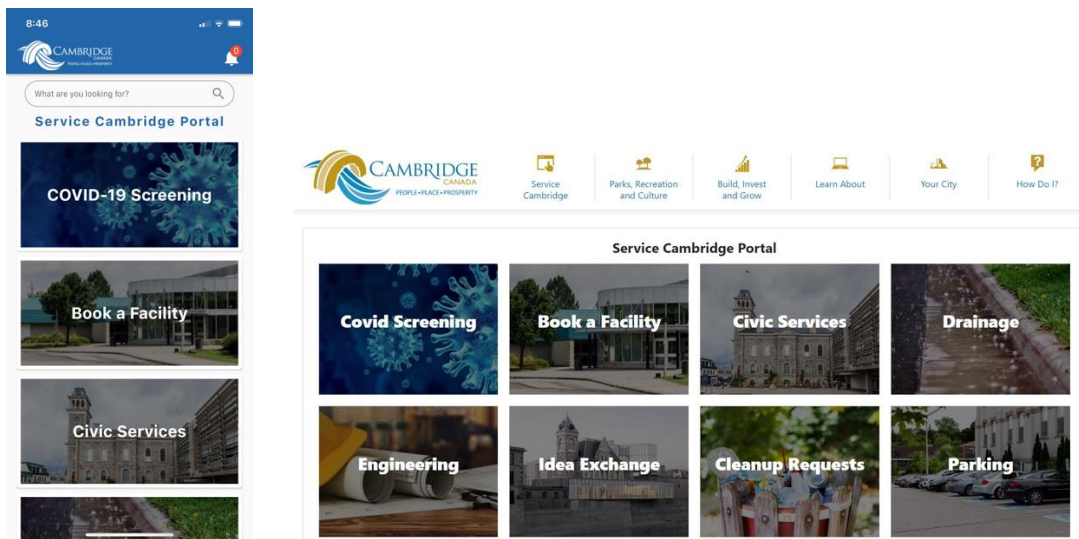 8:46
CAMBRIDGE
CANADA
PEOPLE•PLACE•PROSPERITY
0
What are you looking for?
Service Cambridge Portal
COVID-19 Screening
Book a Facility
Civic Services
CAMBRIDGE
CANADA
PEOPLE•PLACE•PROSPERITY
Service
Cambridge
Parks, Recreation
and Culture
Build, Invest
and Grow
Learn About
Your City
How Do I?
Service Cambridge Portal
Covid Screening
Book a Facility
Civic Services
Drainage
Engineering
Idea Exchange
Cleanup Requests
Parking